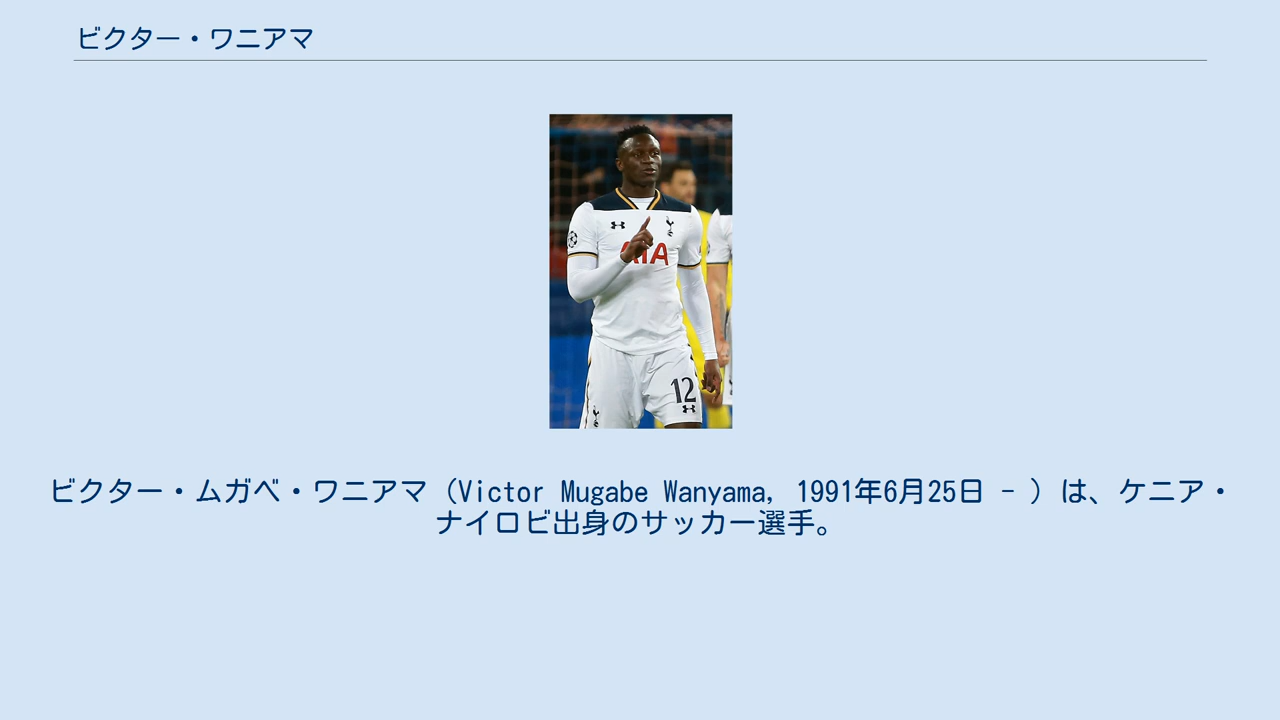 ビクター・ワニアマ
AIA
12
ビクター・ムガベ・ワニアマ（Victor Mugabe Wanyama, 1991年6月25日 - ）は、ケニア・
ナイロビ出身のサッカー選手。